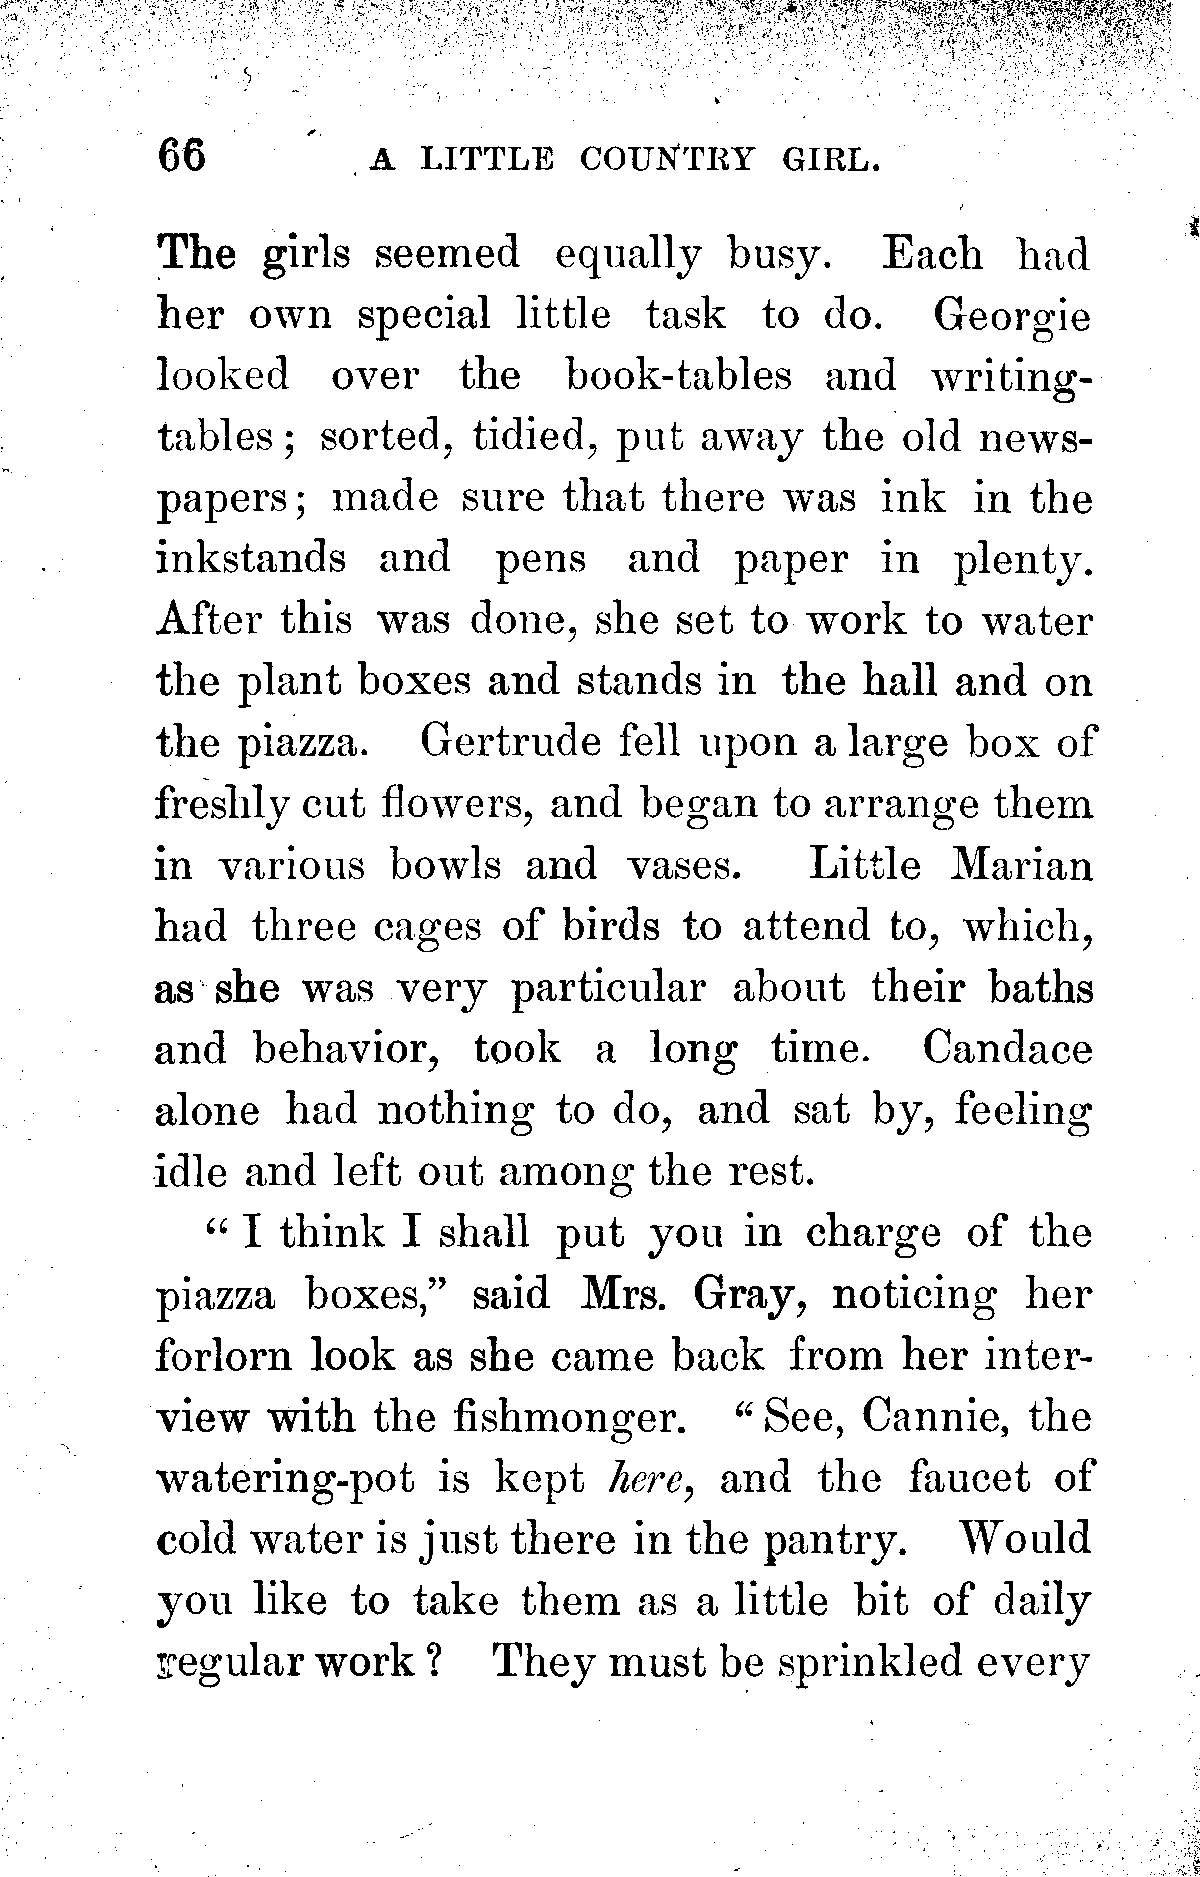 66 A LITTLE COUNTRY GIRL.
The girls seemed equally busy. Each had
her own special little task to do. Georgie
looked over the book-tables and writing-
tables; sorted, tidied, put away the old news-
papers; made sure that there was ink in the
inkstands and pens and paper in plenty.
After this was done, she set to work to water
the plant boxes and stands in the hall and on
the piazza. Gertrude fell upon a large box of
freshly cut flowers, and began to arrange them
in various bowls and vases. Little Marian
had three cages of birds to attend to, which,
as she was very particular about their baths
and behavior, took a long time. Candace
alone had nothing to do, and sat by, feeling
idle and left out among the rest.
“I think I shall put you in charge of the
piazza boxes,” said Mrs. Gray, noticing her
forlorn look as she came back from her inter-
view with the fishmonger. “See, Cannie, the
watering-pot is kept here, and the faucet of
cold water is just there in the pantry. Would
you like to take them as a little bit of daily
regular work? They must be sprinkled every